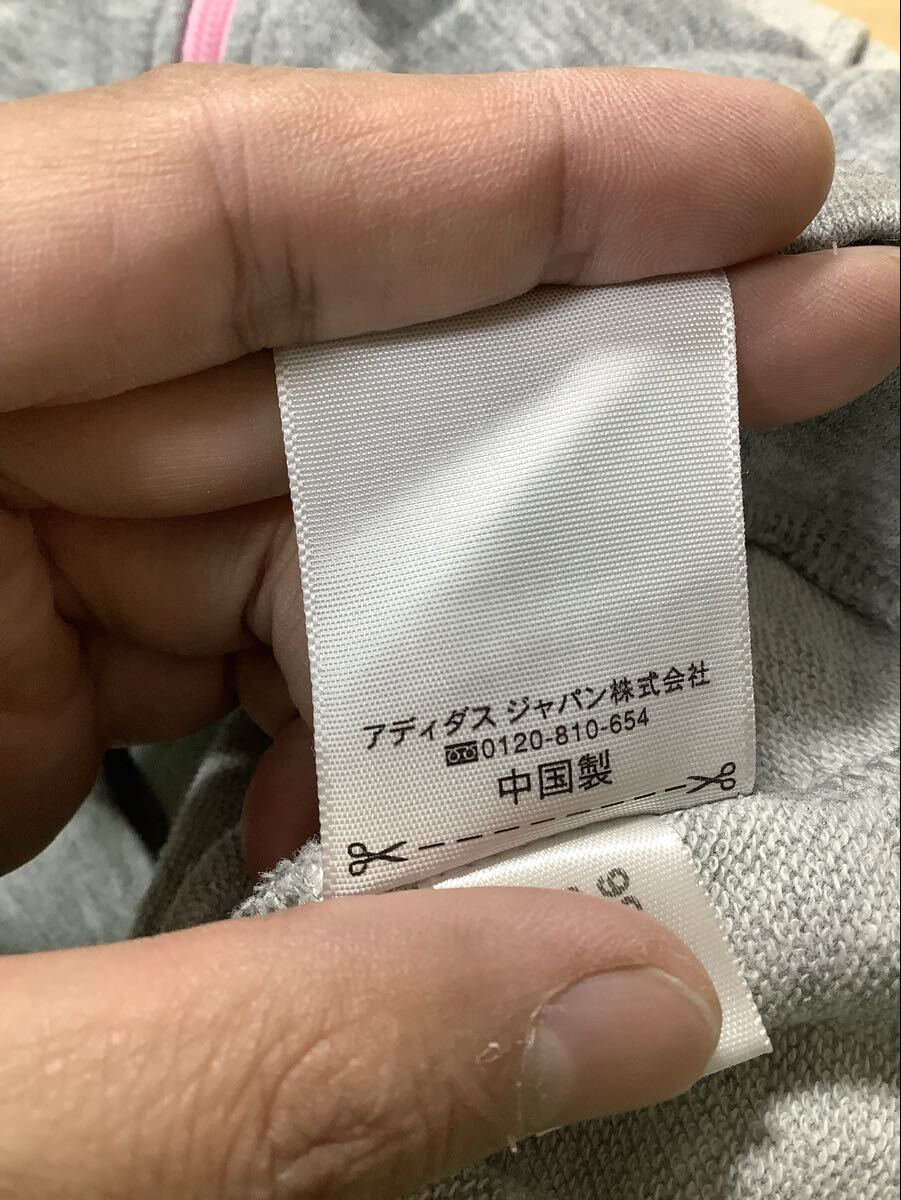 アディダス ジャパン株式会社
0120-810-654
中国製